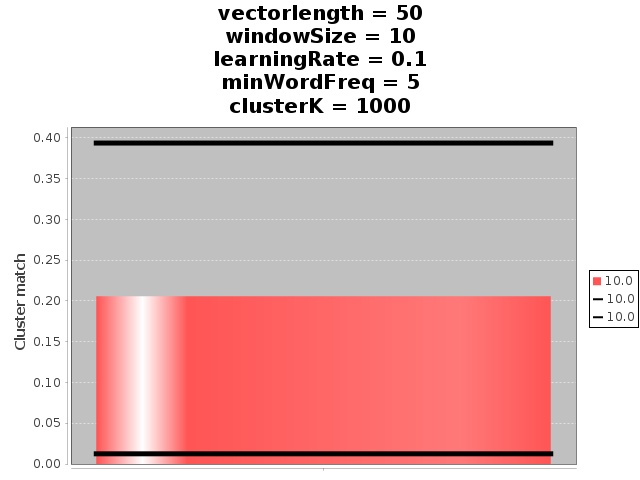 vectorlength = 50
windowSize = 10
learningRate = 0.1
minWordFreq = 5
clusterK = 1000
0.40
0.35
0.30
0.25
0.20
0.15
0.10
0.05
0.00
Cluster match
10.0
10.0
10.0